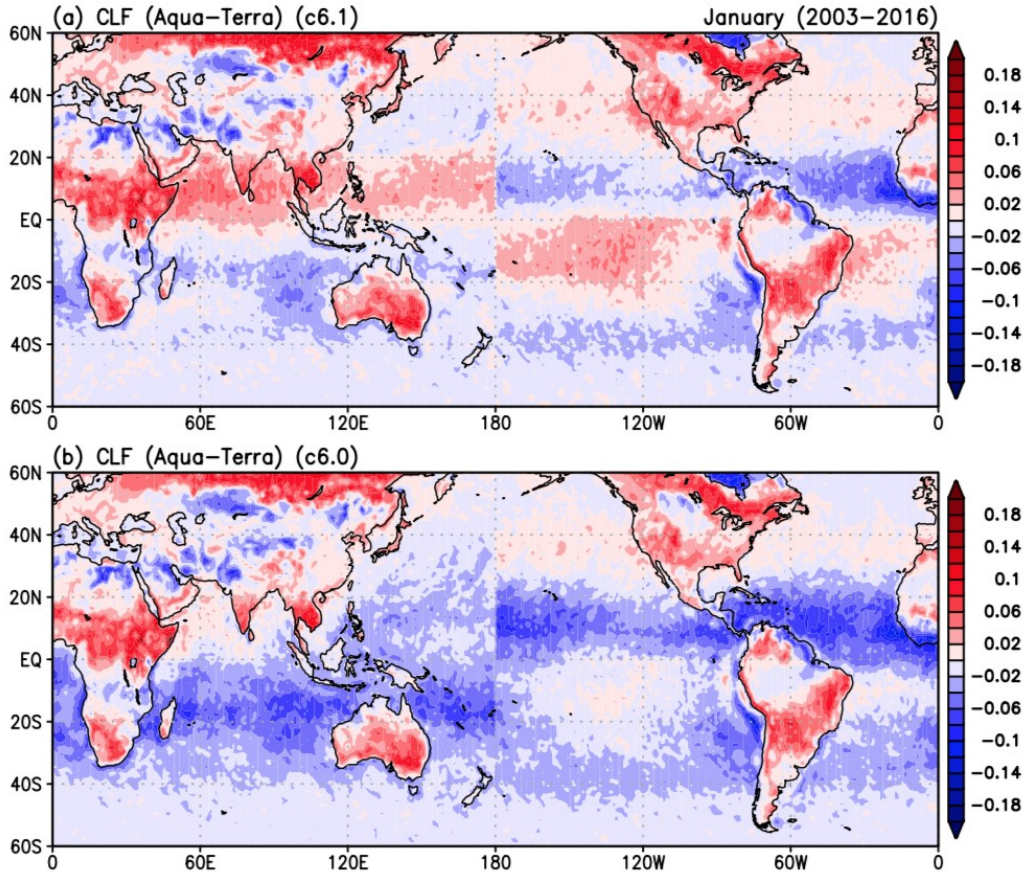 (a) CLF (Aqua-Terra) (c6.1) January (2003-2016)
60N
40N
20N
EQ
20S
40S
60S
0 60E 120E 180 120W 60W 0
0.18
0.14
0.1
0.06
0.02
-0.02
-0.06
-0.1
-0.14
-0.18
(b) CLF (Aqua-Terra) (c6.0)
60N
40N
20N
EQ
20S
40S
60S
0 60E 120E 180 120W 60W 0
0.18
0.14
0.1
0.06
0.02
-0.02
-0.06
-0.1
-0.14
-0.18